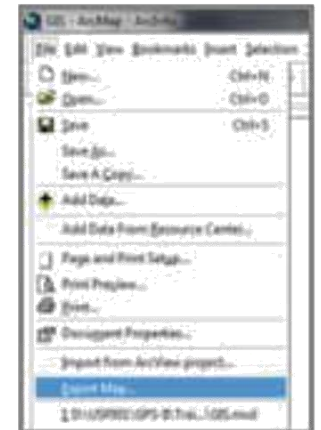 GIS - ArcMap - ArcInfo
File Edit View Bookmarks Insert Selection
New... Ctrl+N
Open... Ctrl+O
Save Ctrl+S
Save As...
Save A Copy...
Add Data...
Add Data From Resource Center...
Page and Print Setup...
Print Preview...
Print...
Document Properties...
Import from ArcView project...
Export Map...